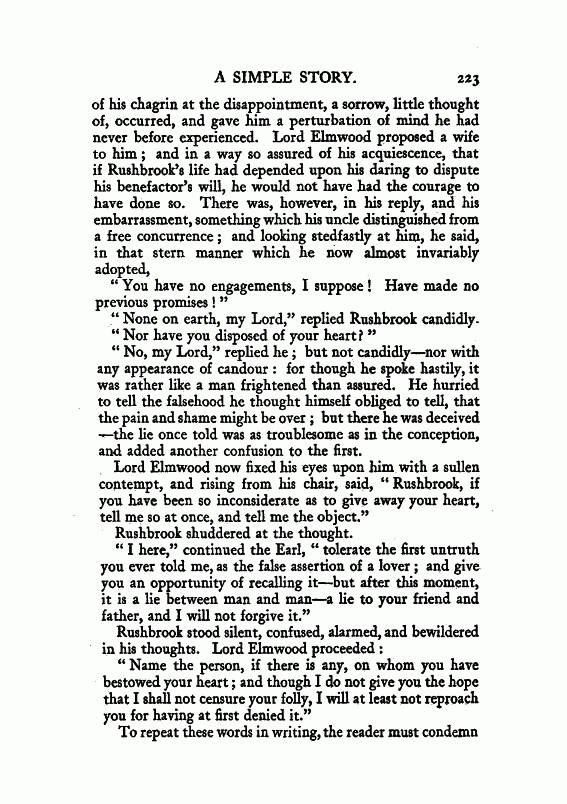 A SIMPLE STORY. 223
of his chagrin at the disappointment, a sorrow, little thought
of, occurred, and gave him a perturbation of mind he had
never before experienced. Lord Elmwood proposed a wife
to him ; and in a way so assured of his acquiescence, that
if Rushbrook's life had depended upon his daring to dispute
his benefactor's will, he would not have had the courage to
have done so. There was, however, in his reply, and his
embarrassment, something which his uncle distinguished from
a free concurrence ; and looking stedfastly at him, he said,
in that stern manner which he now almost invariably
adopted,
“ You have no engagements, I suppose ! Have made no
previous promises ! ”
“ None on earth, my Lord,” replied Rushbrook candidly.
“ Nor have you disposed of your heart ? ”
“ No, my Lord,” replied he ; but not candidly—nor with
any appearance of candour : for though he spoke hastily, it
was rather like a man frightened than assured. He hurried
to tell the falsehood he thought himself obliged to tell, that
the pain and shame might be over ; but there he was deceived
—the lie once told was as troublesome as in the conception,
and added another confusion to the first.
Lord Elmwood now fixed his eyes upon him with a sullen
contempt, and rising from his chair, said, “ Rushbrook, if
you have been so inconsiderate as to give away your heart,
tell me so at once, and tell me the object.”
Rushbrook shuddered at the thought.
“ I here,” continued the Earl, “ tolerate the first untruth
you ever told me, as the false assertion of a lover ; and give
you an opportunity of recalling it—but after this moment,
it is a lie between man and man—a lie to your friend and
father, and I will not forgive it.”
Rushbrook stood silent, confused, alarmed, and bewildered
in his thoughts. Lord Elmwood proceeded :
“ Name the person, if there is any, on whom you have
bestowed your heart ; and though I do not give you the hope
that I shall not censure your folly, I will at least not reproach
you for having at first denied it.”
To repeat these words in writing, the reader must condemn